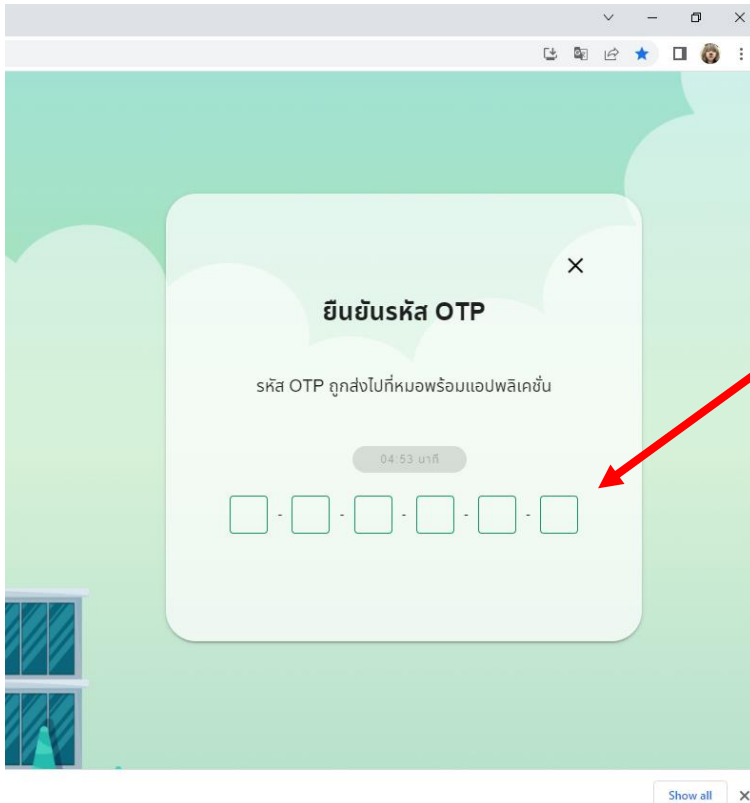 ยืนยันรหัส OTP
รหัส OTP ถูกส่งไปที่หมอพร้อมแอปพลิเคชั่น
04:53 นาที
- - - - -
Show all